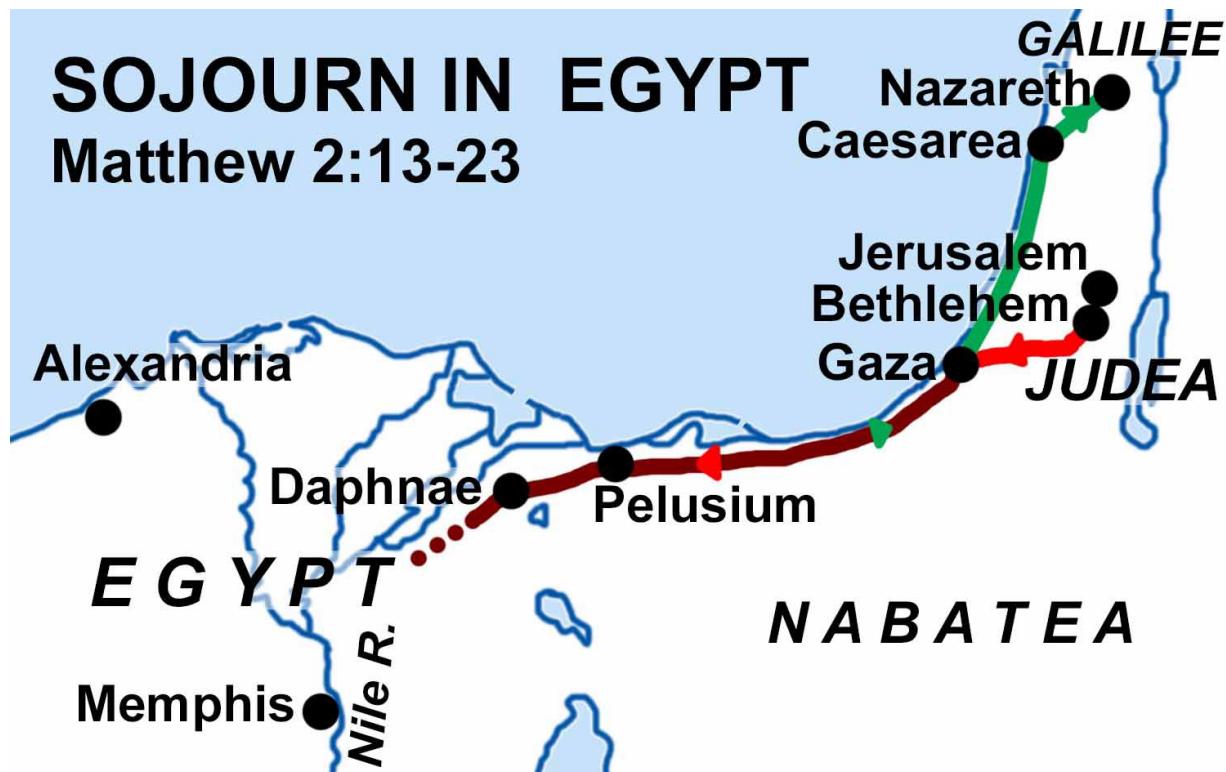 SOJOURN IN EGYPT
Matthew 2:13-23
GALILEE
Nazareth
Caesarea
Jerusalem
Bethlehem
Gaza
JUDEA
Alexandria
Daphnae
Pelusium
EGYPT
NABATEA
Memphis
Nile R.